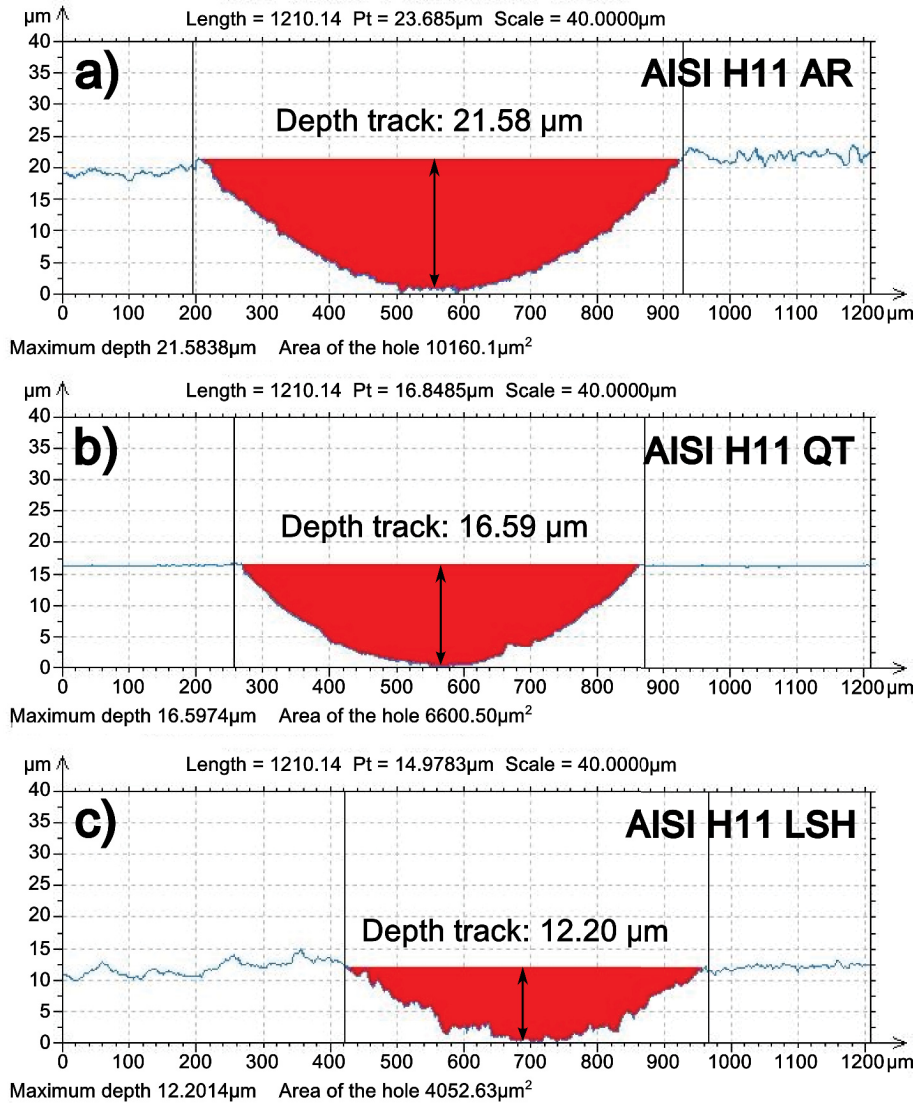 Length = 1210.14 Pt = 23.685µm Scale = 40.0000µm
µm
40
a)
AISI H11 AR
35
30
Depth track: 21.58 µm
25
20
15
10
5
0
0 100 200 300 400 500 600 700 800 900 1000 1100 1200 µm
Maximum depth 21.5838µm Area of the hole 10160.1µm²
Length = 1210.14 Pt = 16.8485µm Scale = 40.0000µm
µm
40
b)
AISI H11 QT
35
30
25
Depth track: 16.59 µm
20
15
10
5
0
0 100 200 300 400 500 600 700 800 900 1000 1100 1200 µm
Maximum depth 16.5974µm Area of the hole 6600.50µm²
Length = 1210.14 Pt = 14.9783µm Scale = 40.0000µm
µm
40
c)
AISI H11 LSH
35
30
25
20
Depth track: 12.20 µm
15
10
5
0
0 100 200 300 400 500 600 700 800 900 1000 1100 1200 µm
Maximum depth 12.2014µm Area of the hole 4052.63µm²